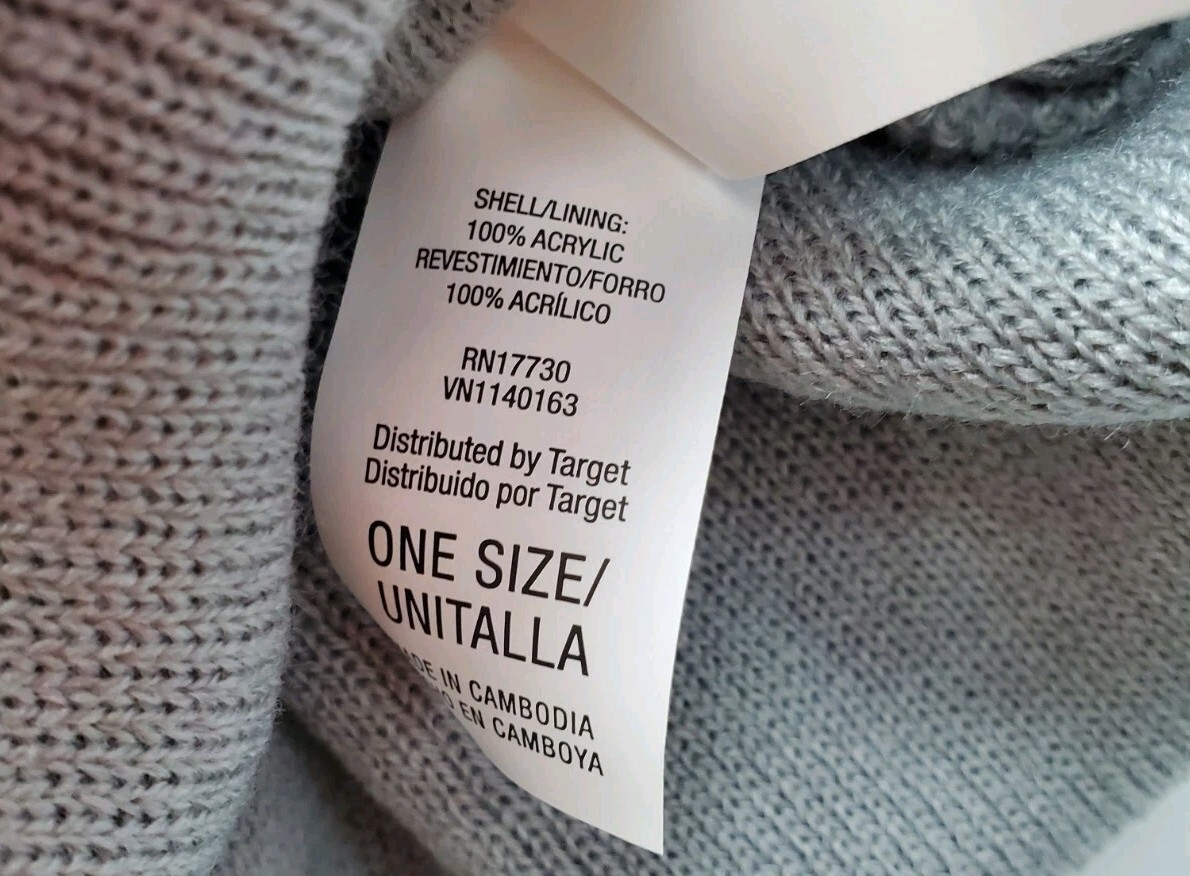 SHELL/LINING:
100% ACRYLIC
REVESTIMIENTO/FORRO
100% ACRÍLICO
RN17730
VN1140163
Distributed by Target
Distribuido por Target
ONE SIZE/
UNITALLA
IN CAMBODIA
EN CAMBOYA